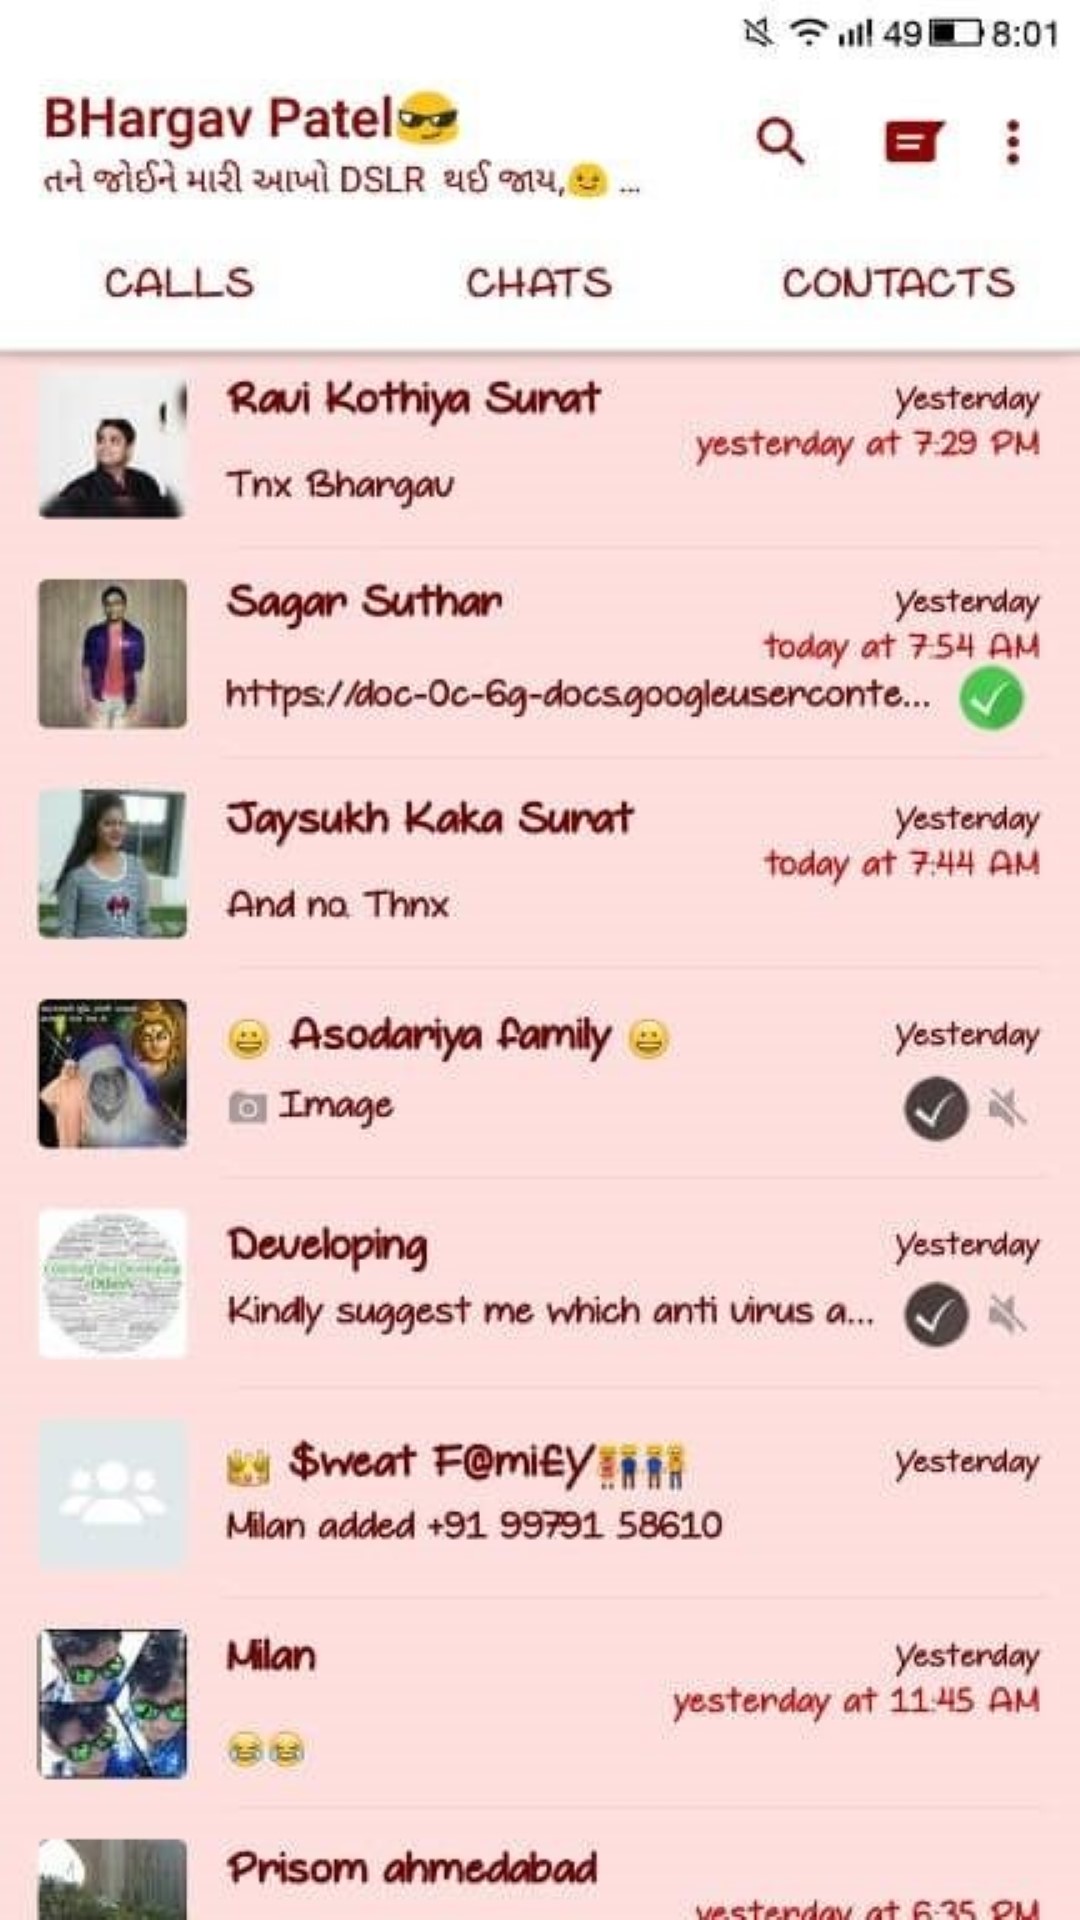 49 8:01
BHargav Patel😎
તને જોઈને મારી આખો DSLR થઈ જાય,😉 ...
CALLS CHATS CONTACTS
Ravi Kothiya Surat Yesterday
yesterday at 7:29 PM
Tnx Bhargav
Sagar Suthar Yesterday
today at 7:54 AM
https://doc-0c-6g-docs.googleuserconte...
Jaysukh Kaka Surat Yesterday
today at 7:44 AM
And no. Thnx
😀 Asodariya family 😀 Yesterday
Image
Developing Yesterday
Kindly suggest me which anti virus a...
👑 $weat F@mi£y👫👬 Yesterday
Milan added +91 99791 58610
Milan Yesterday
yesterday at 11:45 AM
😂😂
Prisom ahmedabad
yesterday at 6:35 PM